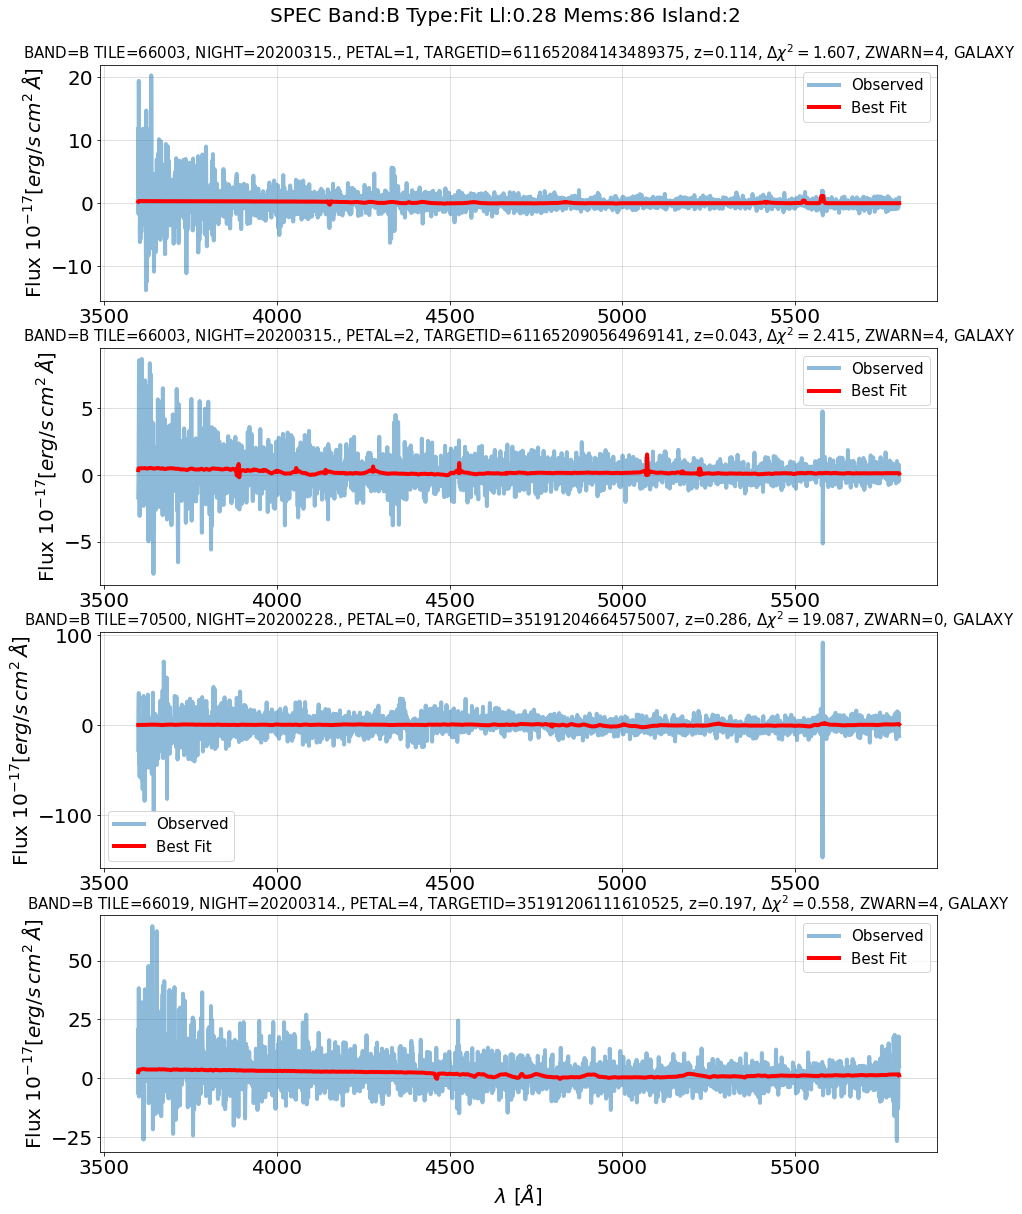 SPEC Band:B Type:Fit Ll:0.28 Mems:86 Island:2
BAND=B TILE=66003, NIGHT=20200315., PETAL=1, TARGETID=611652084143489375, z=0.114, Δχ² = 1.607, ZWARN=4, GALAXY
Flux 10⁻¹⁷[erg/s cm² Å]
20
10
0
−10
Observed
Best Fit
3500 4000 4500 5000 5500
BAND=B TILE=66003, NIGHT=20200315., PETAL=2, TARGETID=6116520905649​69141, z=0.043, Δχ² = 2.415, ZWARN=4, GALAXY
Flux 10⁻¹⁷[erg/s cm² Å]
5
0
−5
Observed
Best Fit
3500 4000 4500 5000 5500
BAND=B TILE=70500, NIGHT=20200228., PETAL=0, TARGETID=35191204664575007, z=0.286, Δχ² = 19.087, ZWARN=0, GALAXY
Flux 10⁻¹⁷[erg/s cm² Å]
100
0
−100
Observed
Best Fit
3500 4000 4500 5000 5500
BAND=B TILE=66019, NIGHT=20200314., PETAL=4, TARGETID=35191206111610525, z=0.197, Δχ² = 0.558, ZWARN=4, GALAXY
Flux 10⁻¹⁷[erg/s cm² Å]
50
25
0
−25
Observed
Best Fit
3500 4000 4500 5000 5500
λ [Å]